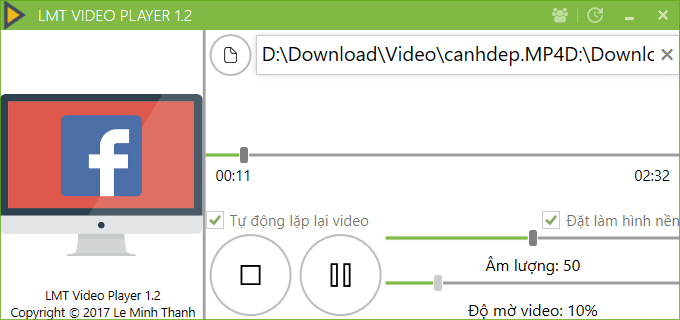 LMT VIDEO PLAYER 1.2
D:\Download\Video\canhdep.MP4D:\Downlo
00:11
02:32
Tự động lặp lại video
Đặt làm hình nền
Âm lượng: 50
Độ mờ video: 10%
f
LMT Video Player 1.2
Copyright © 2017 Le Minh Thanh